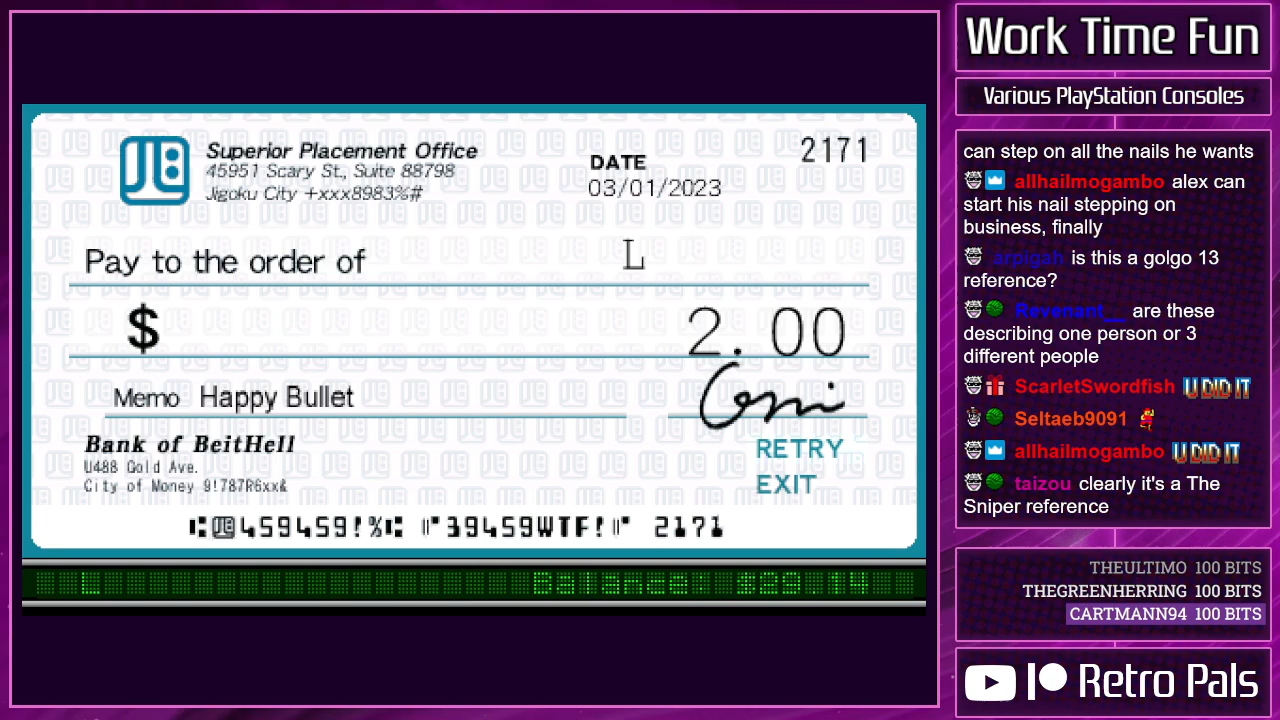 Superior Placement Office
45951 Scary St., Suite 88798
Jigoku City +xxx8983%#
DATE
03/01/2023
2171
Pay to the order of L
$ 2.00
Memo Happy Bullet
Bank of BeitHell
U488 Gold Ave.
City of Money 9!787R6xx&
RETRY
EXIT
459459!% 39459WTF! 2171
L Balance: $29.14
Work Time Fun
Various PlayStation Consoles
can step on all the nails he wants
allhailmogambo alex can
start his nail stepping on
business, finally
arpigah is this a golgo 13
reference?
Revenant__ are these
describing one person or 3
different people
ScarletSwordfish U DID IT
Seltaeb9091
allhailmogambo U DID IT
taizou clearly it's a The
Sniper reference
THEULTIMO 100 BITS
THEGREENHERRING 100 BITS
CARTMANN94 100 BITS
Retro Pals